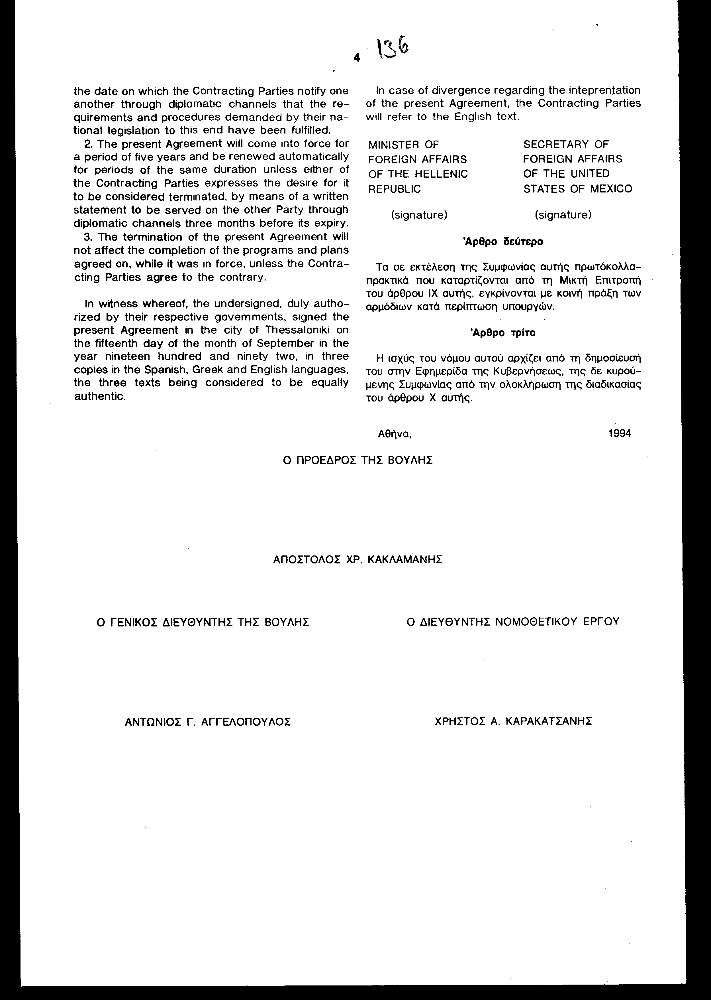 4 136
the date on which the Contracting Parties notify one
another through diplomatic channels that the re-
quirements and procedures demanded by their na-
tional legislation to this end have been fulfilled.
2. The present Agreement will come into force for
a period of five years and be renewed automatically
for periods of the same duration unless either of
the Contracting Parties expresses the desire for it
to be considered terminated, by means of a written
statement to be served on the other Party through
diplomatic channels three months before its expiry.
3. The termination of the present Agreement will
not affect the completion of the programs and plans
agreed on, while it was in force, unless the Contra-
cting Parties agree to the contrary.
In witness whereof, the undersigned, duly autho-
rized by their respective governments, signed the
present Agreement in the city of Thessaloniki on
the fifteenth day of the month of September in the
year nineteen hundred and ninety two, in three
copies in the Spanish, Greek and English languages,
the three texts being considered to be equally
authentic.
In case of divergence regarding the inteprentation
of the present Agreement, the Contracting Parties
will refer to the English text.
MINISTER OF
FOREIGN AFFAIRS
OF THE HELLENIC
REPUBLIC
(signature)
SECRETARY OF
FOREIGN AFFAIRS
OF THE UNITED
STATES OF MEXICO
(signature)
'Αρθρο δεύτερο
Τα σε εκτέλεση της Συμφωνίας αυτής πρωτόκολλα-
πρακτικά που καταρτίζονται από τη Μικτή Επιτροπή
του άρθρου IX αυτής, εγκρίνονται με κοινή πράξη των
αρμόδιων κατά περίπτωση υπουργών.
'Αρθρο τρίτο
Η ισχύς του νόμου αυτού αρχίζει από τη δημοσίευσή
του στην Εφημερίδα της Κυβερνήσεως, της δε κυρού-
μενης Συμφωνίας από την ολοκλήρωση της διαδικασίας
του άρθρου Χ αυτής.
Αθήνα, 1994
Ο ΠΡΟΕΔΡΟΣ ΤΗΣ ΒΟΥΛΗΣ
ΑΠΟΣΤΟΛΟΣ ΧΡ. ΚΑΚΛΑΜΑΝΗΣ
Ο ΓΕΝΙΚΟΣ ΔΙΕΥΘΥΝΤΗΣ ΤΗΣ ΒΟΥΛΗΣ
Ο ΔΙΕΥΘΥΝΤΗΣ ΝΟΜΟΘΕΤΙΚΟΥ ΕΡΓΟΥ
ΑΝΤΩΝΙΟΣ Γ. ΑΓΓΕΛΟΠΟΥΛΟΣ
ΧΡΗΣΤΟΣ Α. ΚΑΡΑΚΑΤΣΑΝΗΣ